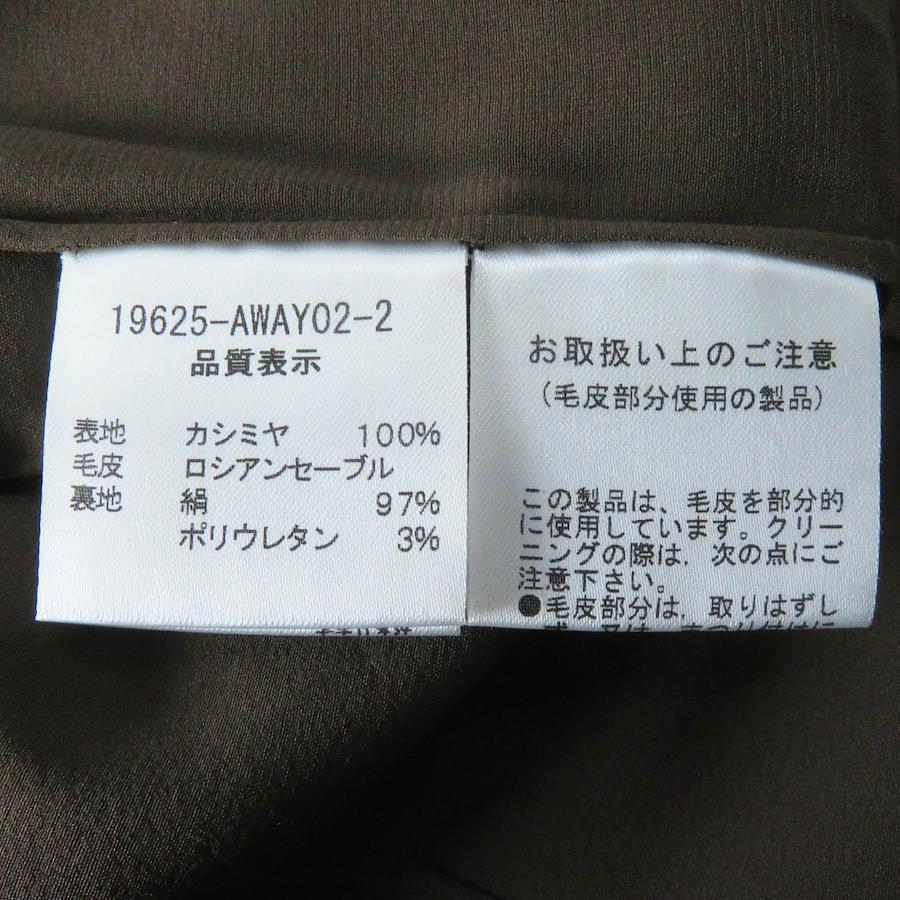 19625-AWAY02-2
品質表示
表地 カシミヤ 100%
毛皮 ロシアンセーブル
裏地 絹 97%
ポリウレタン 3%
お取扱い上のご注意
(毛皮部分使用の製品)
この製品は、毛皮を部分的
に使用しています。クリー
ニングの際は、次の点にご
注意下さい。
●毛皮部分は、取りはずし